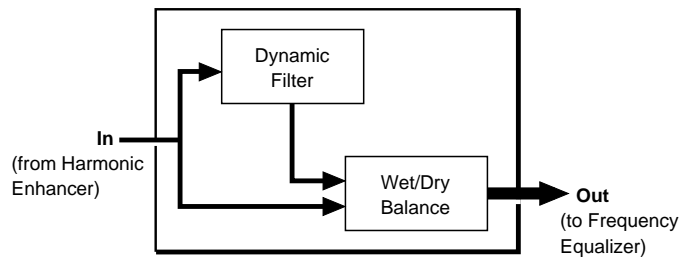 Dynamic
Filter
In
(from Harmonic
Enhancer)
Wet/Dry
Balance
Out
(to Frequency
Equalizer)